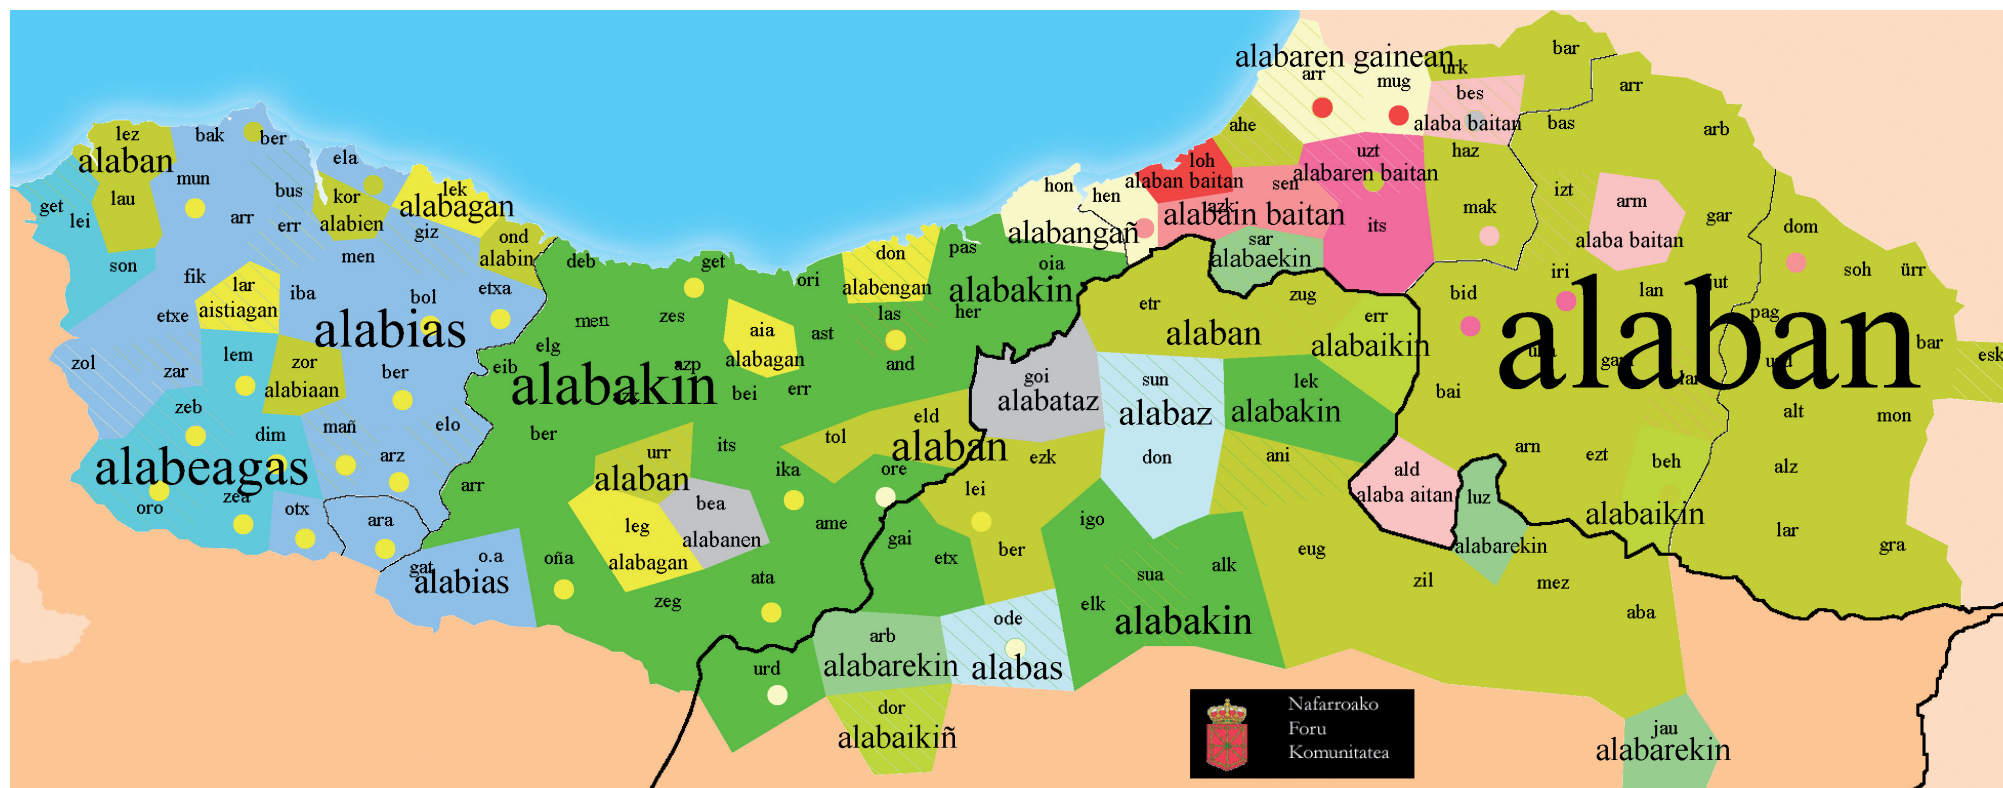 alabaren gainean
bar
urk
arr
mug
arr
bes
alaba baitan
bas
arb
lez
alaban
bak
ber
ahe
ela
mun
bus
kor
lek
alabagan
lau
get
lei
arr
err
alabien
giz
ond
alabin
men
son
fik
lar
aistiagan
iba
bol
etxa
etxe
alabias
deb
get
ori
don
alabengan
pas
hon
hen
alabangañ
oia
alabakin
her
loh
alaban baitan
sen
azk
alabain baitan
uzt
alabaren baitan
its
haz
mak
izt
arm
alaba baitan
gar
dom
soh
ürr
sar
alabaekin
iri
lan
jut
pag
bid
zug
etr
alaban
err
alabaikin
alaban
bar
esk
zol
zar
lem
zor
alabiaan
ber
eib
elg
men
zes
aia
alabagan
ast
las
and
azp
alabakin
bei
err
goi
alabataz
sun
alabaz
don
lek
alabakin
bai
alt
mon
zeb
dim
mañ
elo
arz
alabeagas
zea
oro
otx
ara
arr
ber
its
tol
eld
alaban
ore
ika
urr
alaban
bea
alabanen
leg
alabagan
ame
ezk
lei
gai
etx
ber
igo
ani
ald
alaba aitan
luz
alabarekin
arn
ezt
beh
alabaikin
alz
lar
gra
gat
alabias
o.a
oña
ata
zeg
eug
zil
mez
aba
sua
alk
elk
alabakin
ode
alabas
arb
alabarekin
urd
dor
alabaikiñ
jau
alabarekin
Nafarroako
Foru
Komunitatea